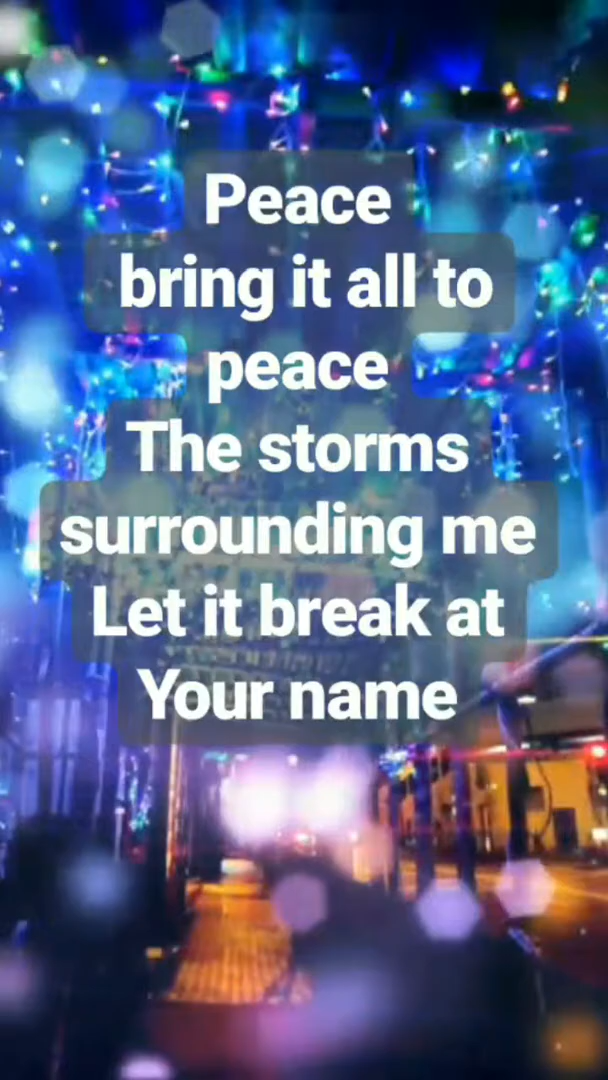 Peace
bring it all to
peace
The storms
surrounding me
Let it break at
Your name